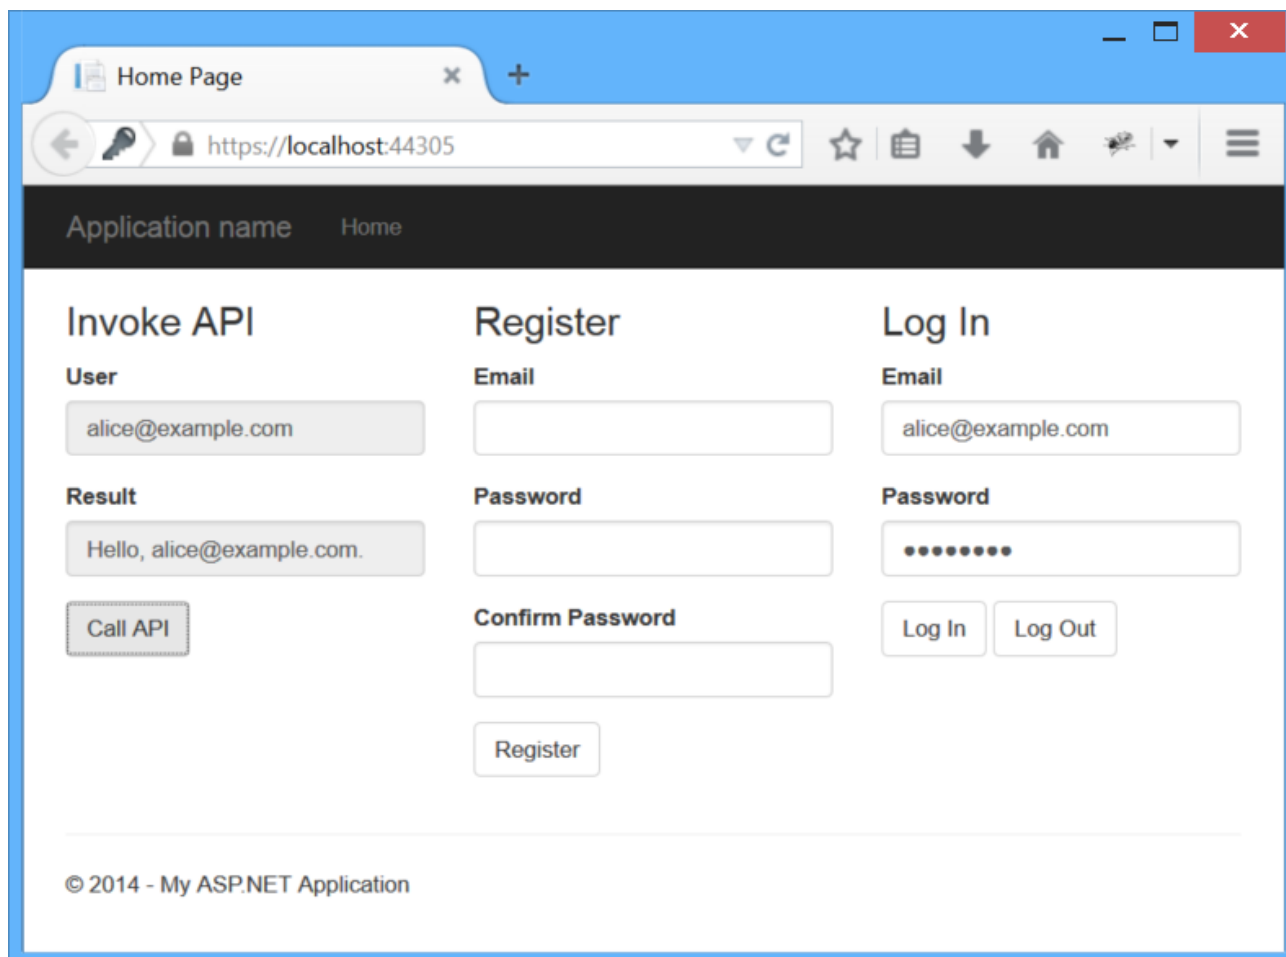 Home Page
https://localhost:44305
Application name Home
Invoke API
User
alice@example.com
Result
Hello, alice@example.com.
Call API
Register
Email
Password
Confirm Password
Register
Log In
Email
alice@example.com
Password
••••••••
Log In Log Out
© 2014 - My ASP.NET Application